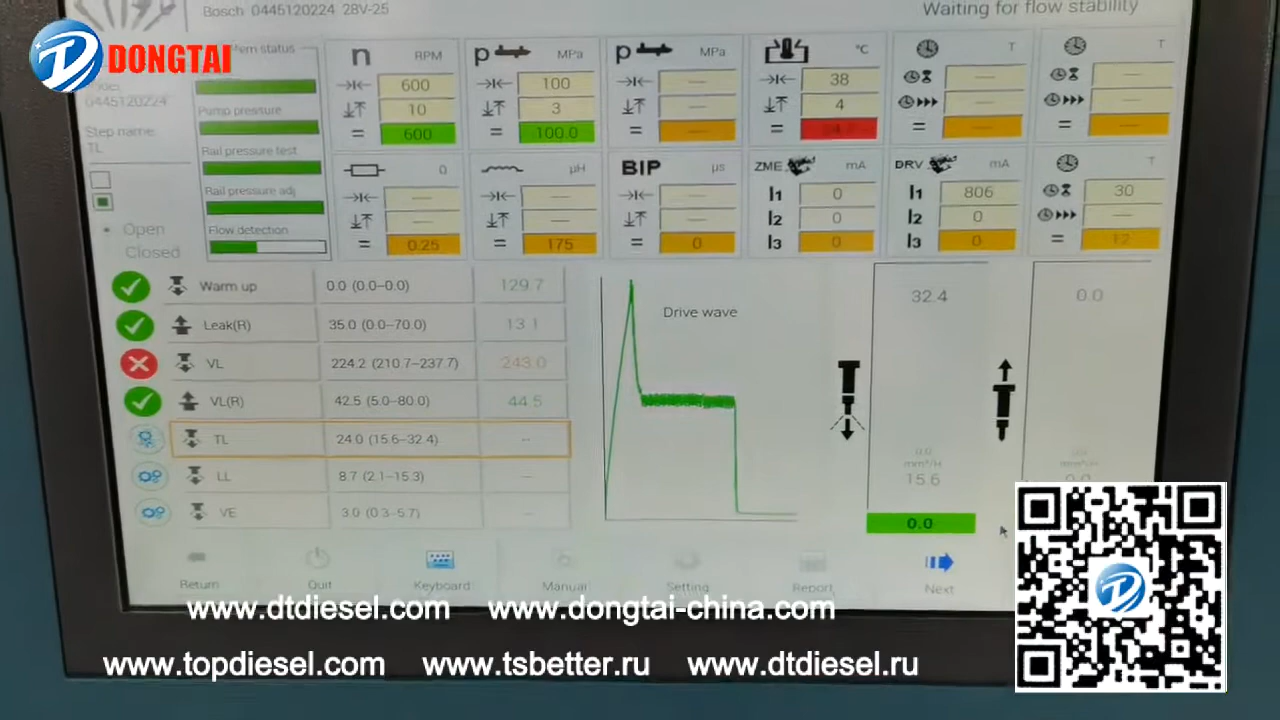 Bosch 0445120224 28V-25
Waiting for flow stability
DONGTAI
0445120224
Step name:
TL
Open
Closed
Pump pressure
Rail pressure test
Rail pressure adj
Flow detection
n RPM
600
10
600
p MPa
100
3
100.0
p MPa
---
---
---
°C
38
4
T
---
---
---
T
---
---
---
Ω
---
---
0.25
µH
---
---
175
BIP µs
---
---
0
ZME mA
I1 0
I2 0
I3 0
DRV mA
I1 806
I2 0
I3 0
T
30
---
12
Warm up 0.0 (0.0-0.0) 129.7
Leak(R) 35.0 (0.0-70.0) 13.1
VL 224.2 (210.7-237.7) 243.0
VL(R) 42.5 (5.0-80.0) 44.5
TL 24.0 (15.6-32.4) --
LL 8.7 (2.1-15.3) --
VE 3.0 (0.3-5.7) --
Drive wave
32.4
0.0
mm³/H
15.6
0.0
0.0
0.0
mm³/H
0.0
Return Quit Keyboard Manual Setting Report Next
www.dtdiesel.com www.dongtai-china.com
www.topdiesel.com www.tsbetter.ru www.dtdiesel.ru